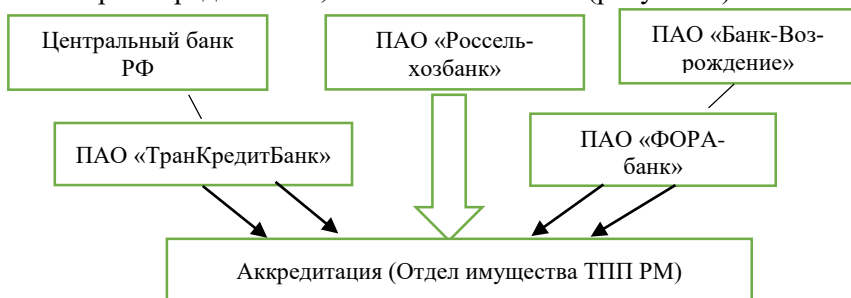 Центральный банк
РФ
ПАО «Россель-
хозбанк»
ПАО «Банк-Воз-
рождение»
ПАО «ТранКредитБанк»
ПАО «ФОРА-
банк»
Аккредитация (Отдел имущества ТПП РМ)